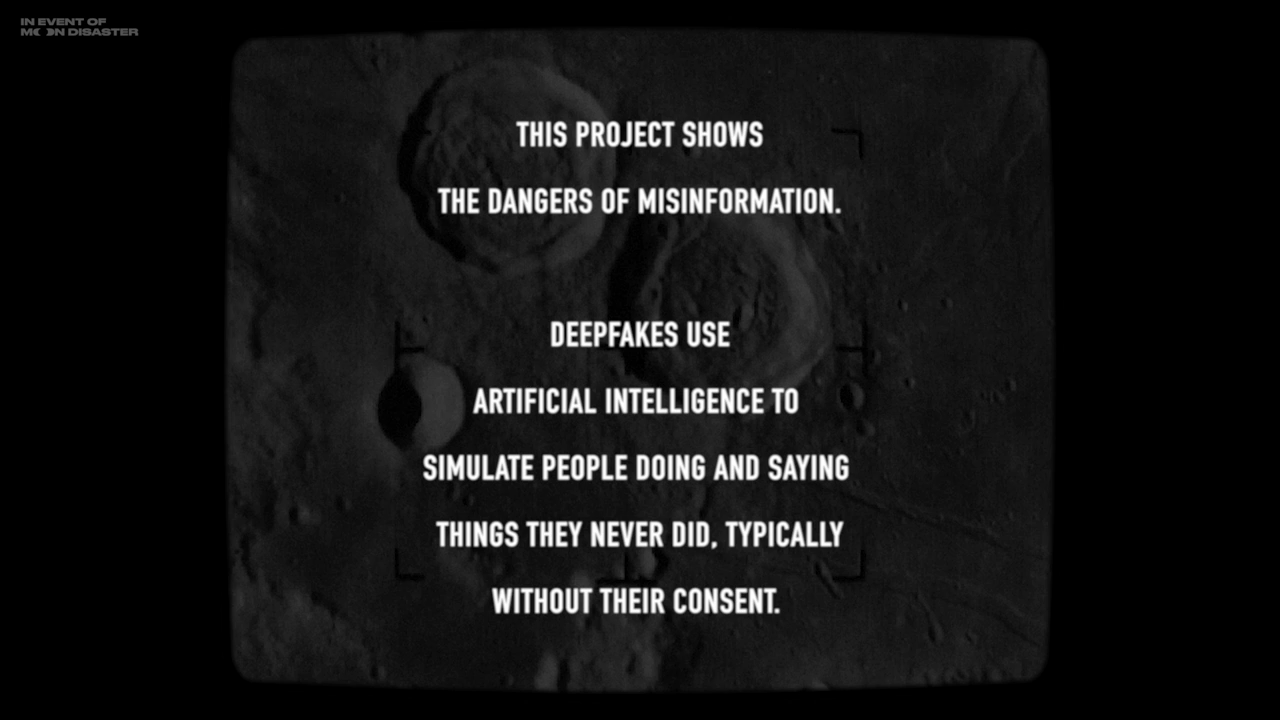 IN EVENT OF
MOON DISASTER
THIS PROJECT SHOWS
THE DANGERS OF MISINFORMATION.
DEEPFAKES USE
ARTIFICIAL INTELLIGENCE TO
SIMULATE PEOPLE DOING AND SAYING
THINGS THEY NEVER DID, TYPICALLY
WITHOUT THEIR CONSENT.